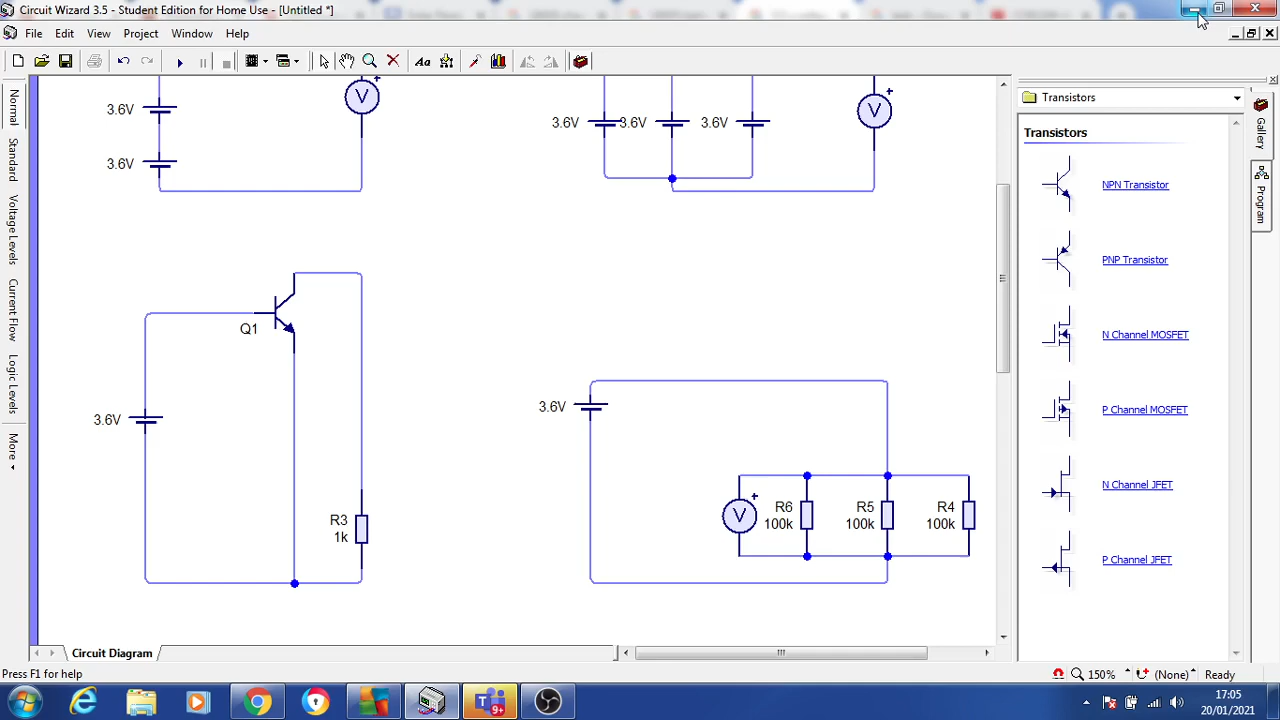 Circuit Wizard 3.5 - Student Edition for Home Use - [Untitled *]
File Edit View Project Window Help
Aa
Normal
Standard
Voltage Levels
Current Flow
Logic Levels
More
3.6V
3.6V
V
+
3.6V
3.6V
3.6V
V
+
Q1
3.6V
R3
1k
3.6V
V
+
R6
100k
R5
100k
R4
100k
Transistors
Transistors
NPN Transistor
PNP Transistor
N Channel MOSFET
P Channel MOSFET
N Channel JFET
P Channel JFET
Gallery
Program
Circuit Diagram
Press F1 for help
150%
(None)
Ready
9+
17:05
20/01/2021